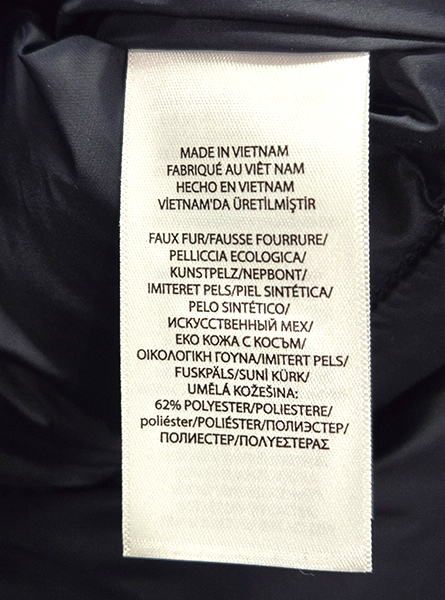 MADE IN VIETNAM
FABRIQUÉ AU VIÊT NAM
HECHO EN VIETNAM
VİETNAM'DA ÜRETİLMİŞTİR
FAUX FUR/FAUSSE FOURRURE/
PELLICCIA ECOLOGICA/
KUNSTPELZ/NEPBONT/
IMITERET PELS/PIEL SINTÉTICA/
PELO SINTÉTICO/
ИСКУССТВЕННЫЙ МЕХ/
ЕКО КОЖА С КОСЪМ/
ΟΙΚΟΛΟΓΙΚΗ ΓΟΥΝΑ/IMITERT PELS/
FUSKPÄLS/SUNİ KÜRK/
UMĚLÁ KOŽEŠINA:
62% POLYESTER/POLIESTERE/
poliéster/POLIÉSTER/ПОЛИЭСТЕР/
ПОЛИЕСТЕР/ΠΟΛΥΕΣΤΕΡΑΣ